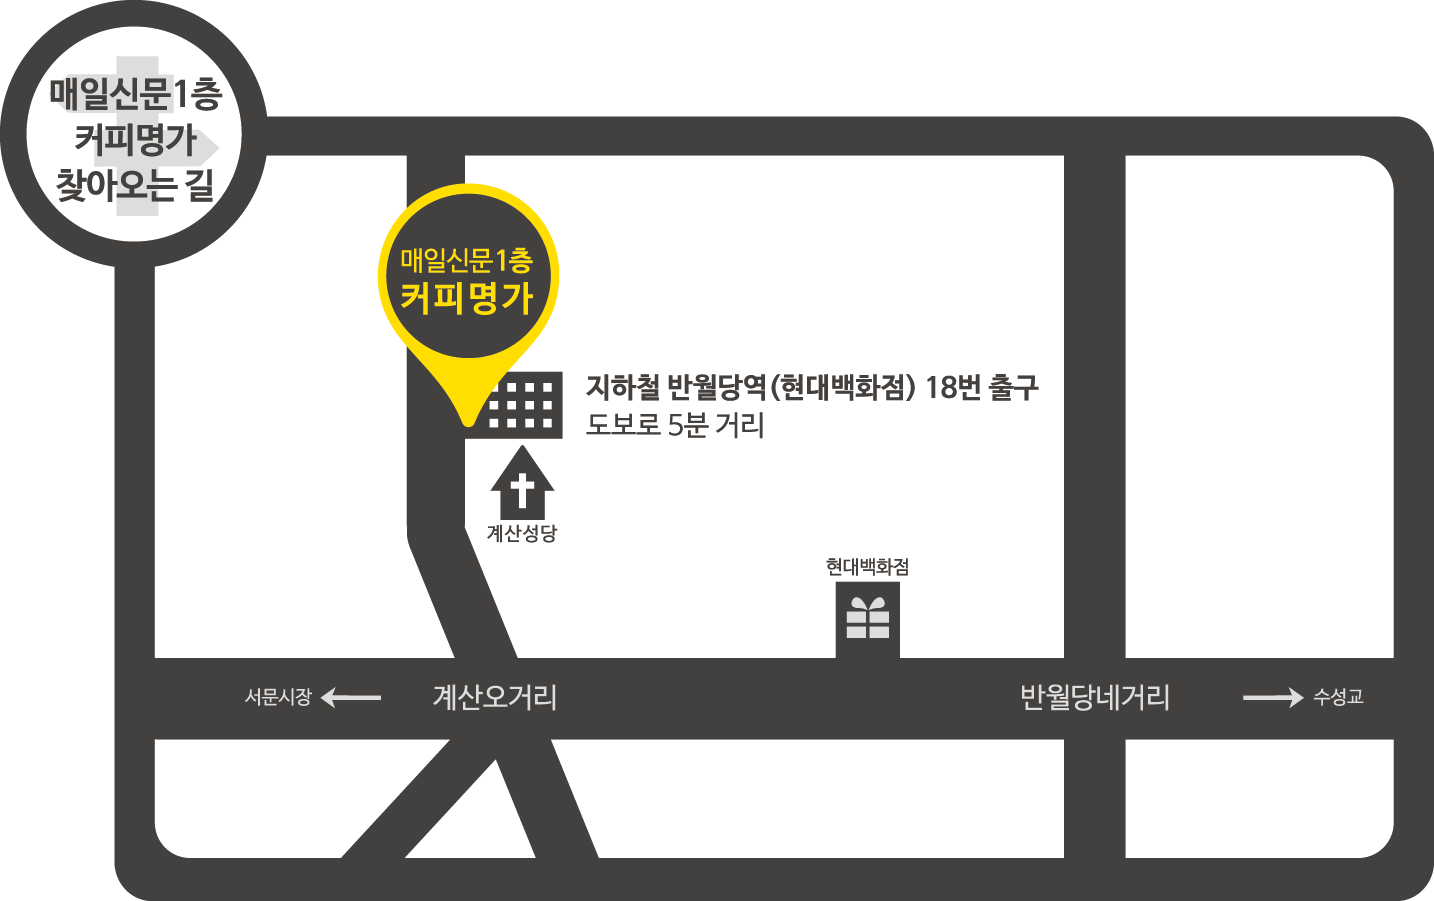 매일신문1층
커피명가
찾아오는 길
매일신문1층
커피명가
지하철 반월당역(현대백화점) 18번 출구
도보로 5분 거리
계산성당
현대백화점
서문시장
계산오거리
반월당네거리
수성교